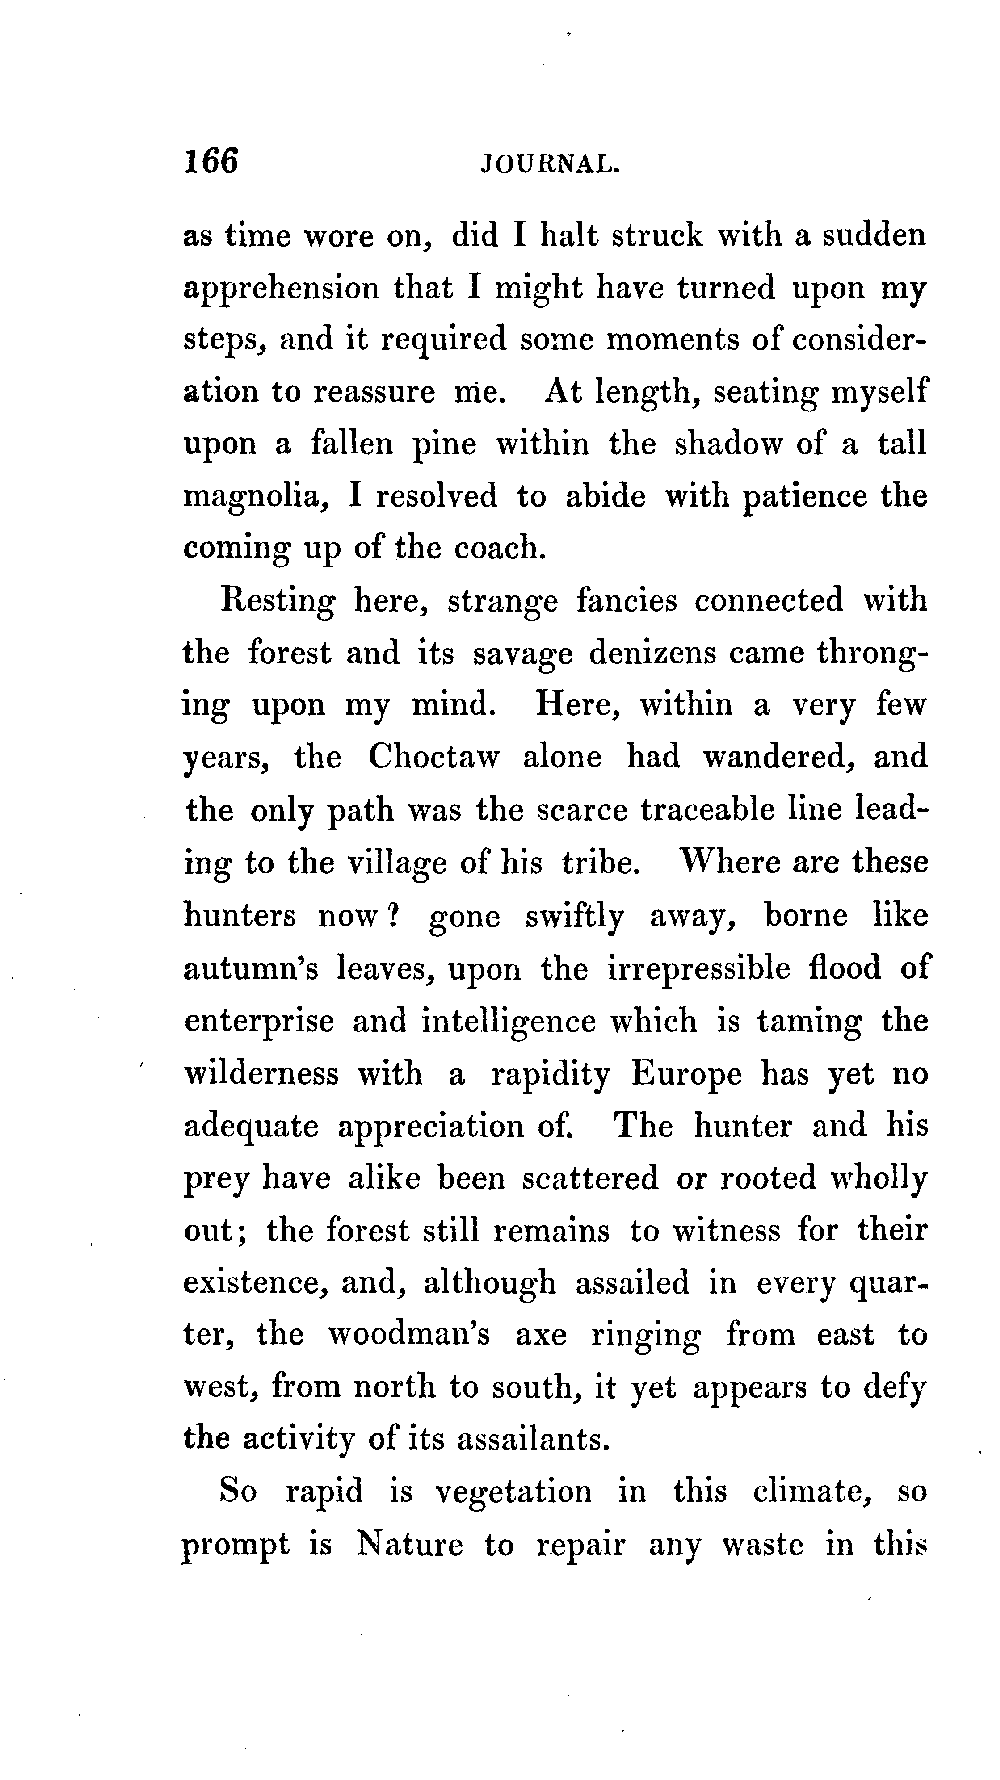 166 JOURNAL.
as time wore on, did I halt struck with a sudden
apprehension that I might have turned upon my
steps, and it required some moments of consider-
ation to reassure me. At length, seating myself
upon a fallen pine within the shadow of a tall
magnolia, I resolved to abide with patience the
coming up of the coach.
Resting here, strange fancies connected with
the forest and its savage denizens came throng-
ing upon my mind. Here, within a very few
years, the Choctaw alone had wandered, and
the only path was the scarce traceable line lead-
ing to the village of his tribe. Where are these
hunters now? gone swiftly away, borne like
autumn's leaves, upon the irrepressible flood of
enterprise and intelligence which is taming the
wilderness with a rapidity Europe has yet no
adequate appreciation of. The hunter and his
prey have alike been scattered or rooted wholly
out; the forest still remains to witness for their
existence, and, although assailed in every quar-
ter, the woodman's axe ringing from east to
west, from north to south, it yet appears to defy
the activity of its assailants.
So rapid is vegetation in this climate, so
prompt is Nature to repair any waste in this